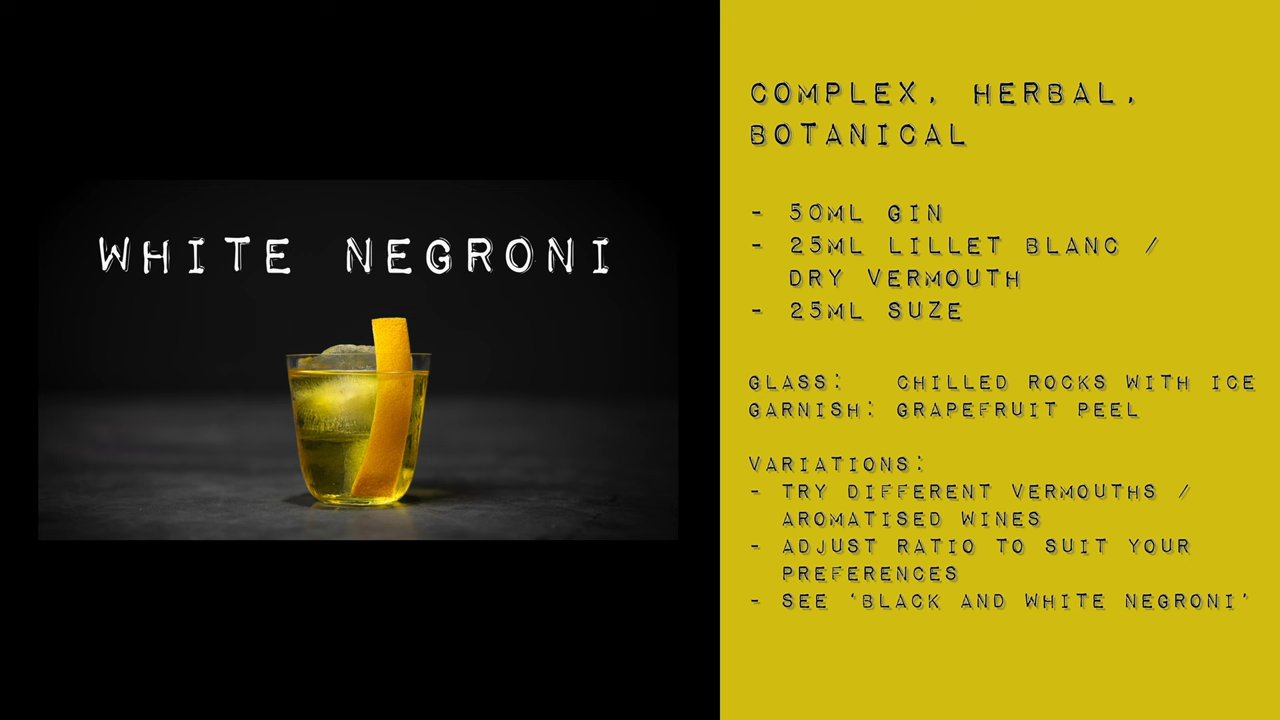 WHITE NEGRONI
COMPLEX, HERBAL,
BOTANICAL
- 50ML GIN
- 25ML LILLET BLANC /
DRY VERMOUTH
- 25ML SUZE
GLASS: CHILLED ROCKS WITH ICE
GARNISH: GRAPEFRUIT PEEL
VARIATIONS:
- TRY DIFFERENT VERMOUTHS /
AROMATISED WINES
- ADJUST RATIO TO SUIT YOUR
PREFERENCES
- SEE ‘BLACK AND WHITE NEGRONI’